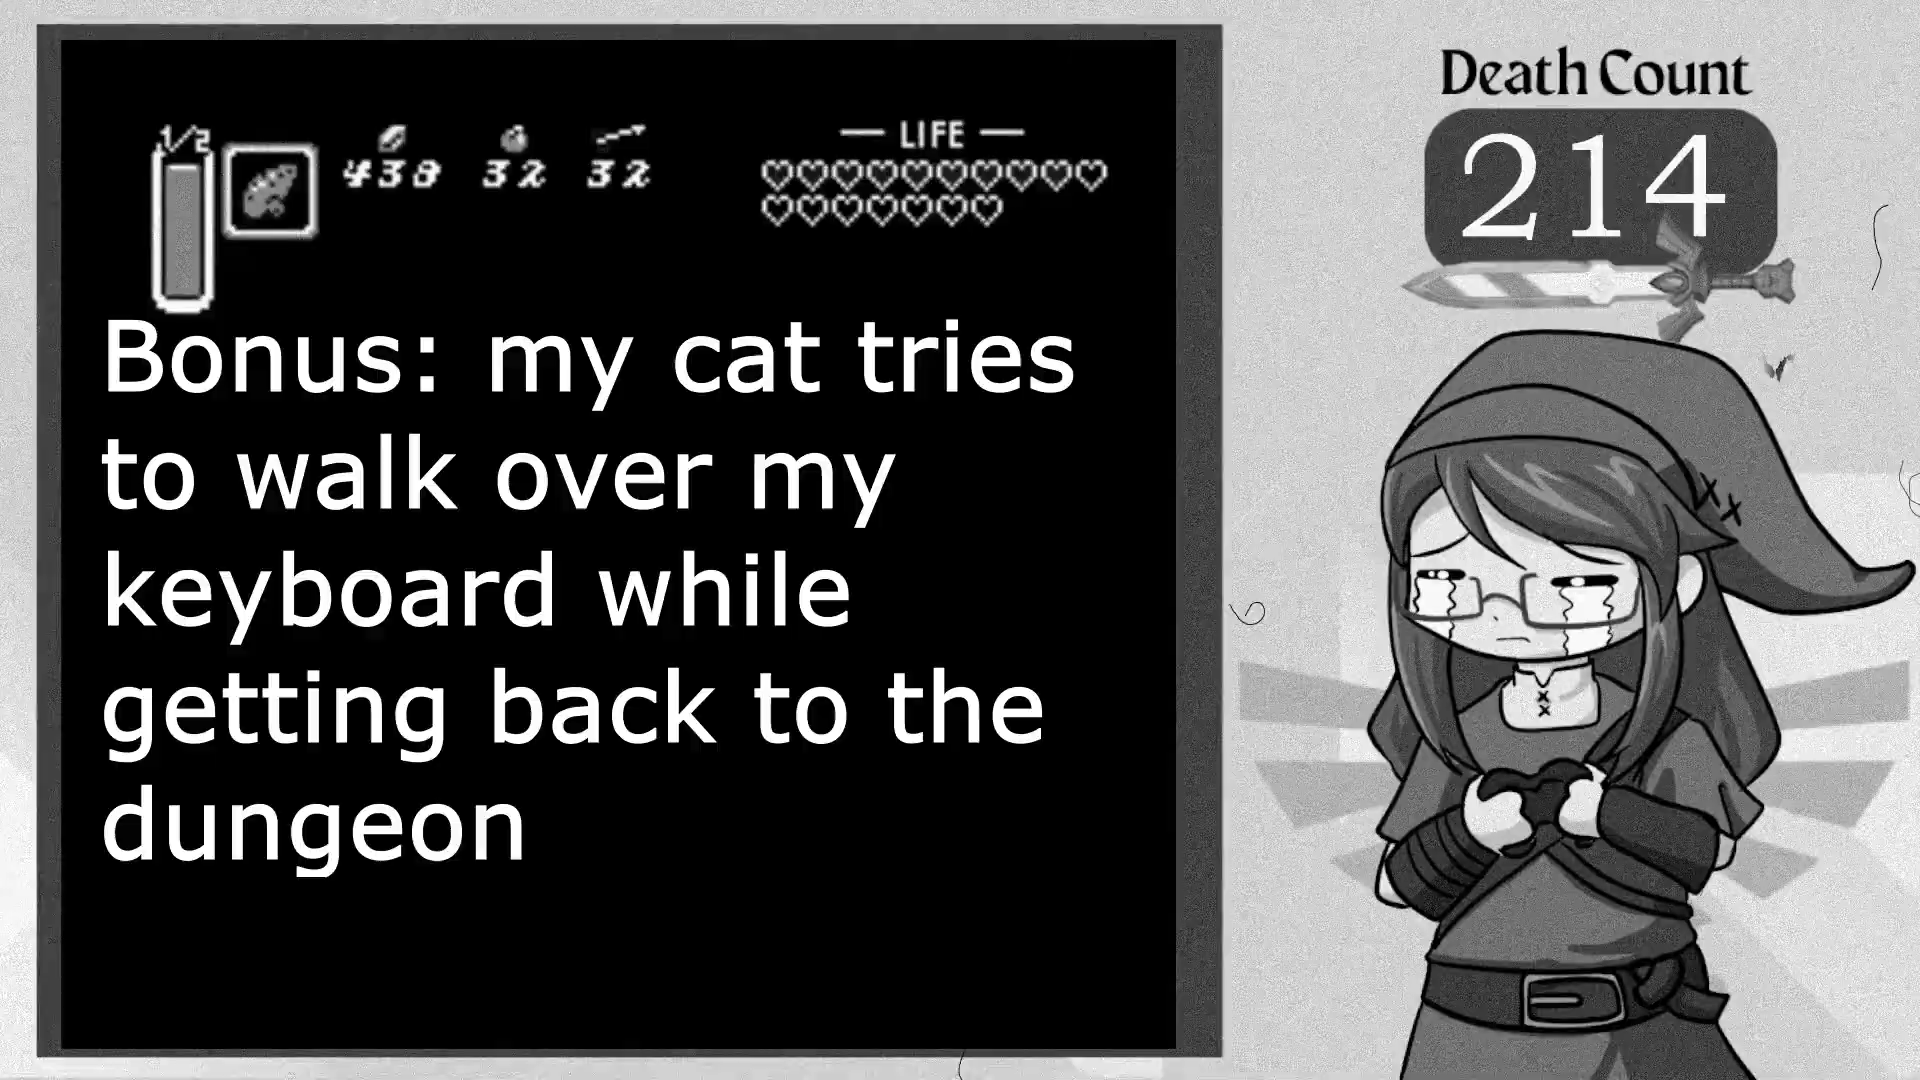 Death Count
214
1/2
438 32 32
— LIFE —
Bonus: my cat tries
to walk over my
keyboard while
getting back to the
dungeon